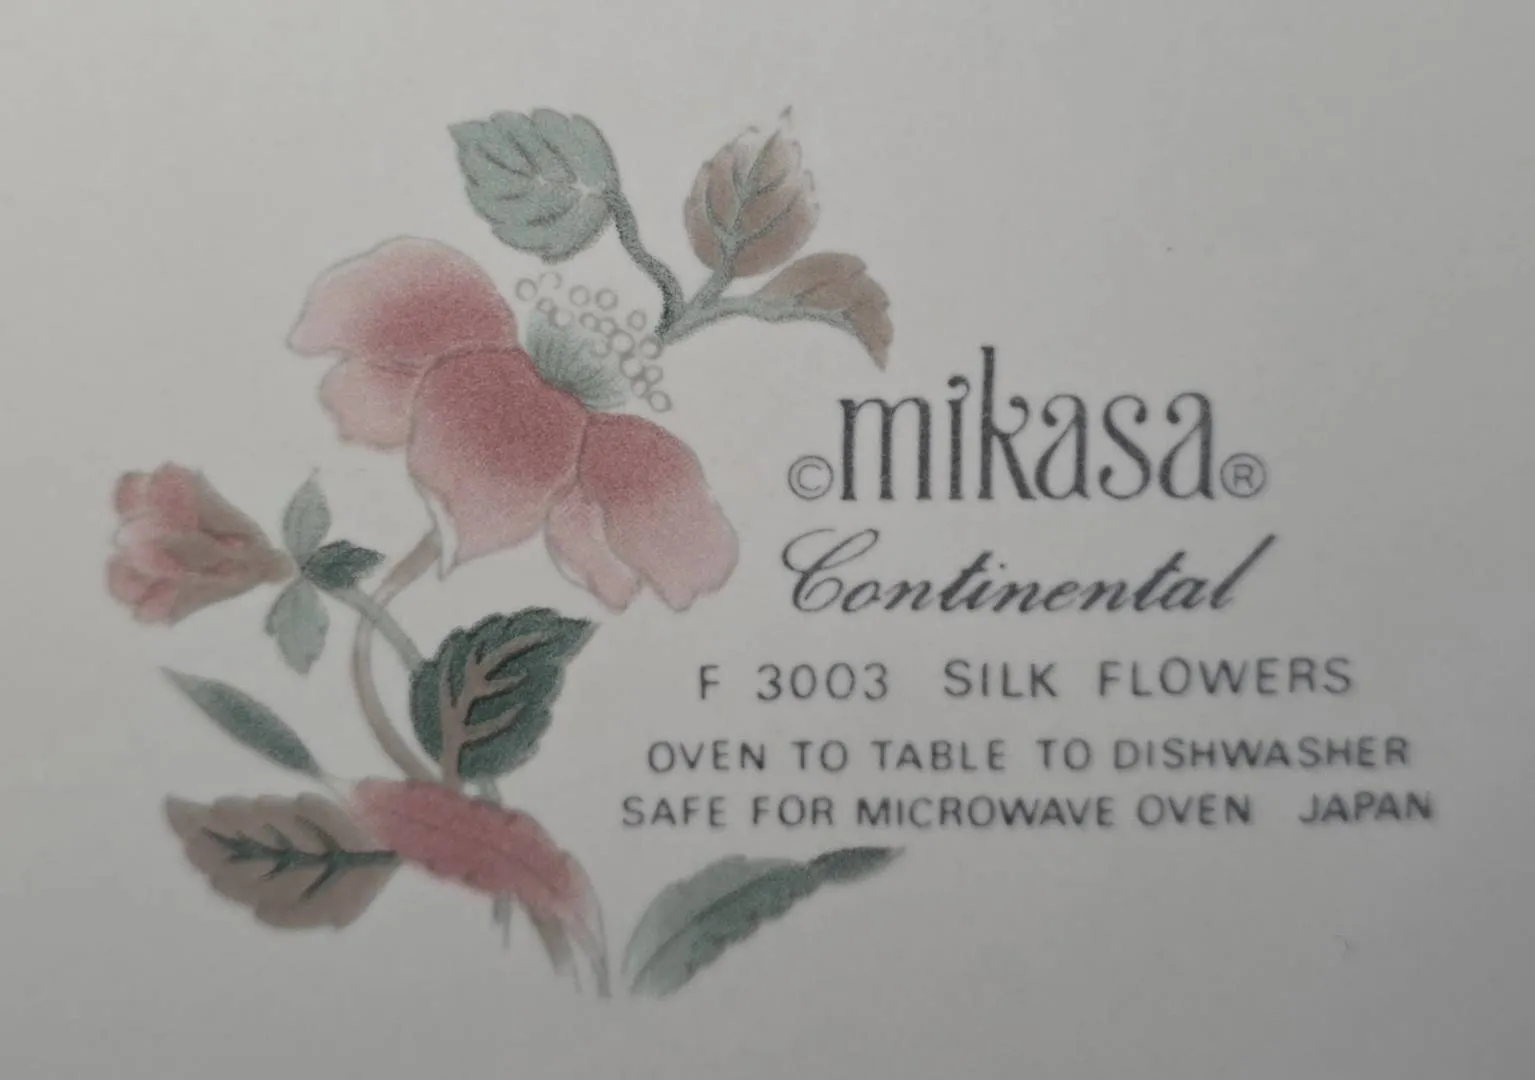 ©mikasa®
Continental
F 3003 SILK FLOWERS
OVEN TO TABLE TO DISHWASHER
SAFE FOR MICROWAVE OVEN JAPAN